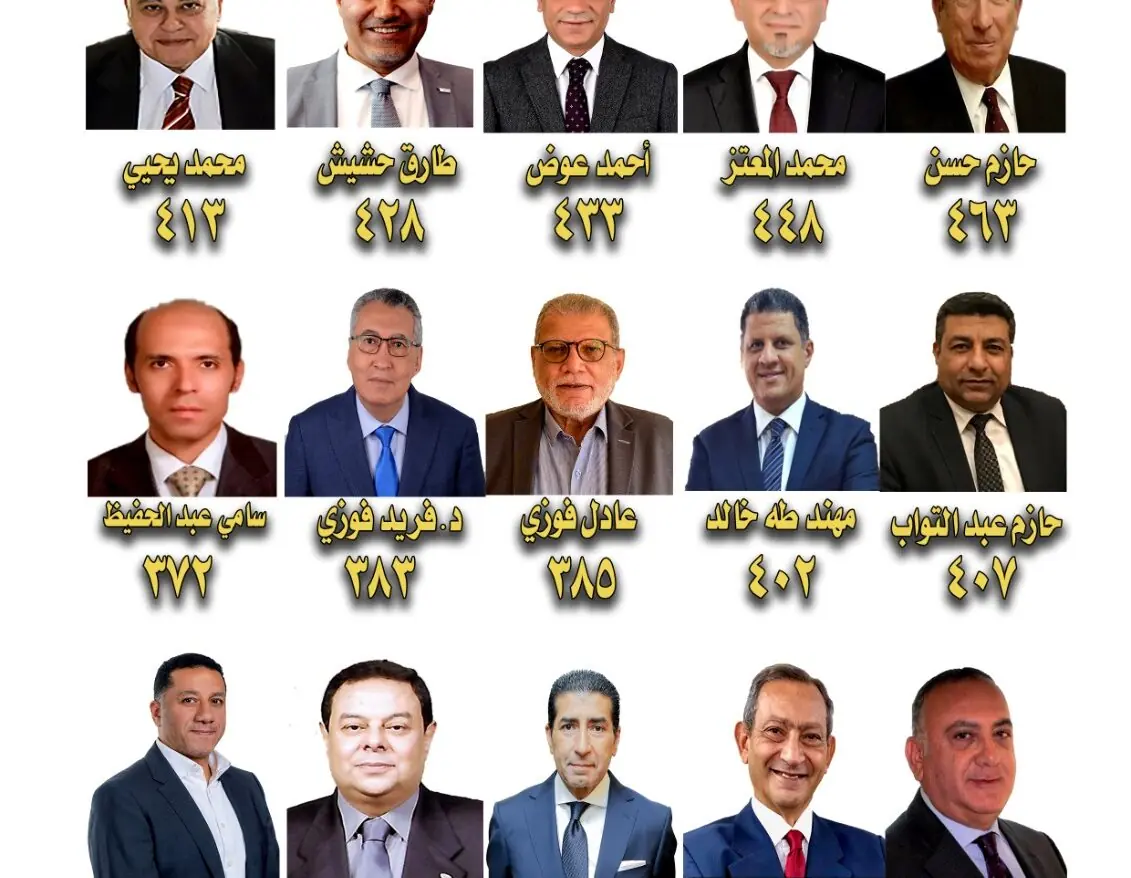 حازم حسن محمد المعتز أحمد عوض طارق حشيش محمد يحيي
٤٦٣ ٤٤٨ ٤٣٣ ٤٢٨ ٤١٣
حازم عبد التواب مهند طه خالد عادل فوزي د. فريد فوزي سامي عبد الحفيظ
٤٠٧ ٤٠٢ ٣٨٥ ٣٨٣ ٣٧٢